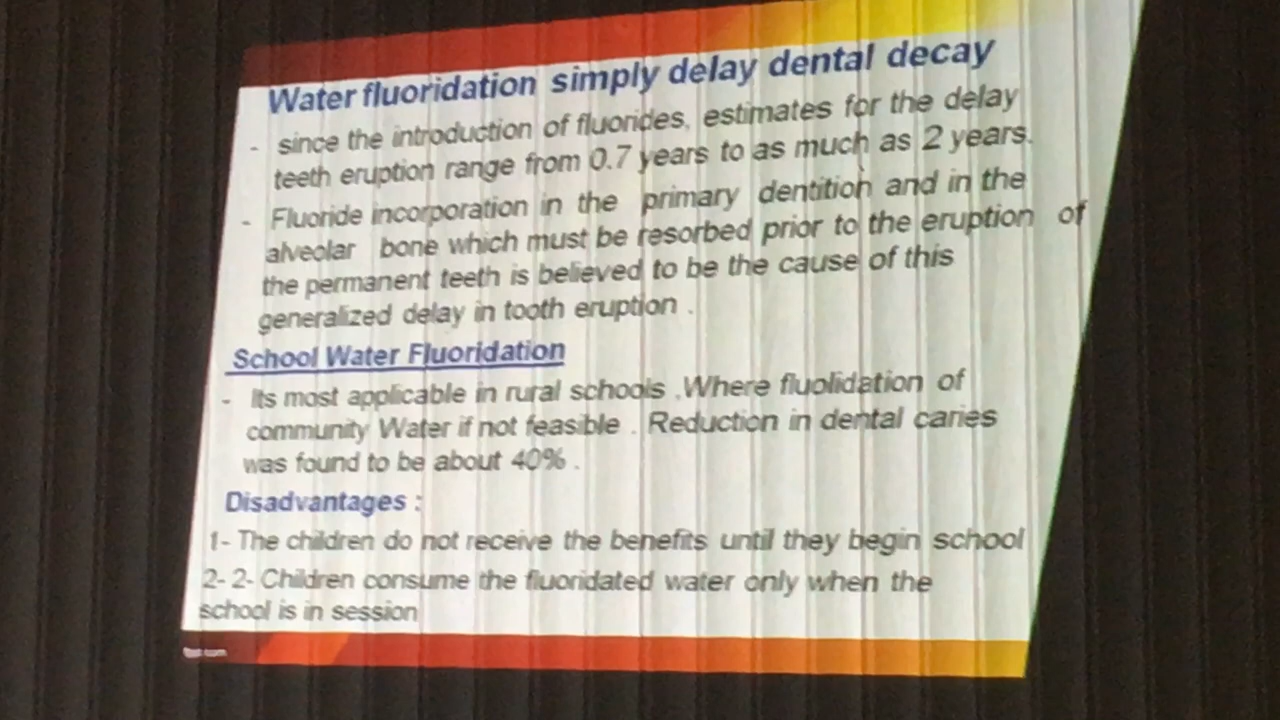 Water fluoridation simply delay dental decay
- since the introduction of fluorides, estimates for the delay
teeth eruption range from 0.7 years to as much as 2 years.
- Fluoride incorporation in the primary dentition and in the
alveolar bone which must be resorbed prior to the eruption of
the permanent teeth is believed to be the cause of this
generalized delay in tooth eruption .
School Water Fluoridation
- Its most applicable in rural schools .Where fluolidation of
community Water if not feasible . Reduction in dental caries
was found to be about 40% .
Disadvantages :
1- The children do not receive the benefits until they begin school
2- 2- Children consume the fluoridated water only when the
school is in session